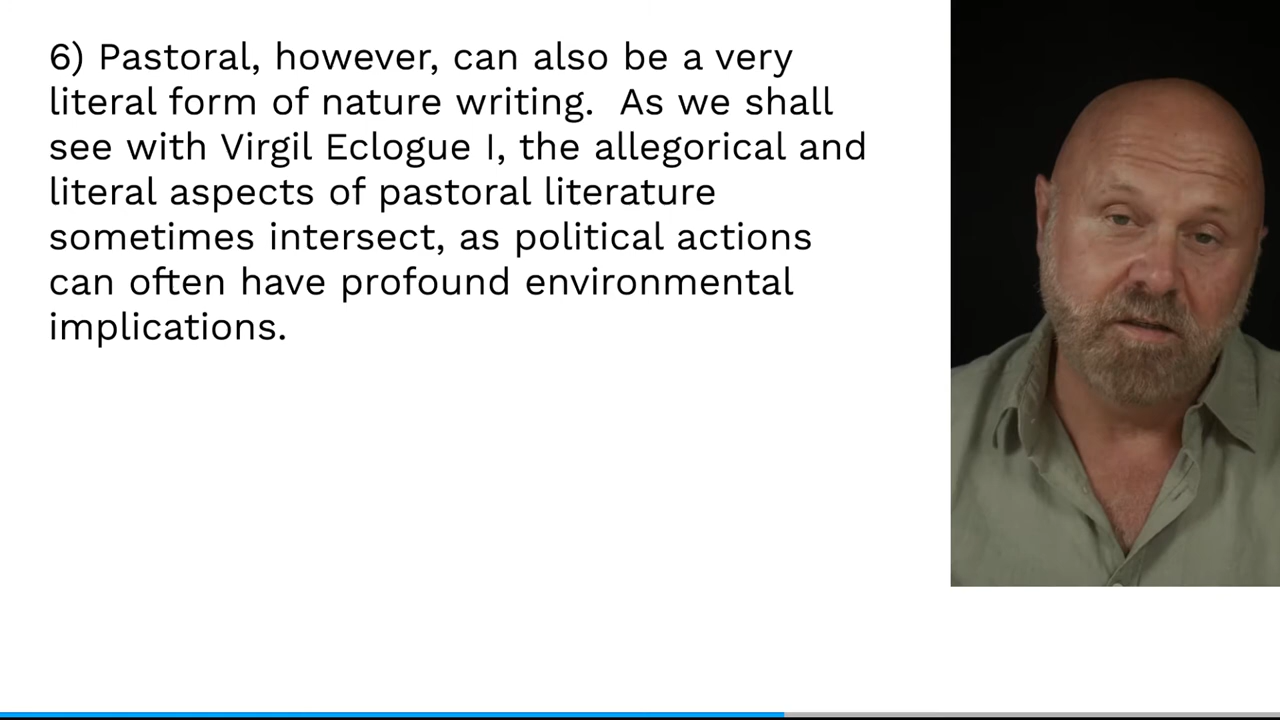 6) Pastoral, however, can also be a very
literal form of nature writing.  As we shall
see with Virgil Eclogue I, the allegorical and
literal aspects of pastoral literature
sometimes intersect, as political actions
can often have profound environmental
implications.